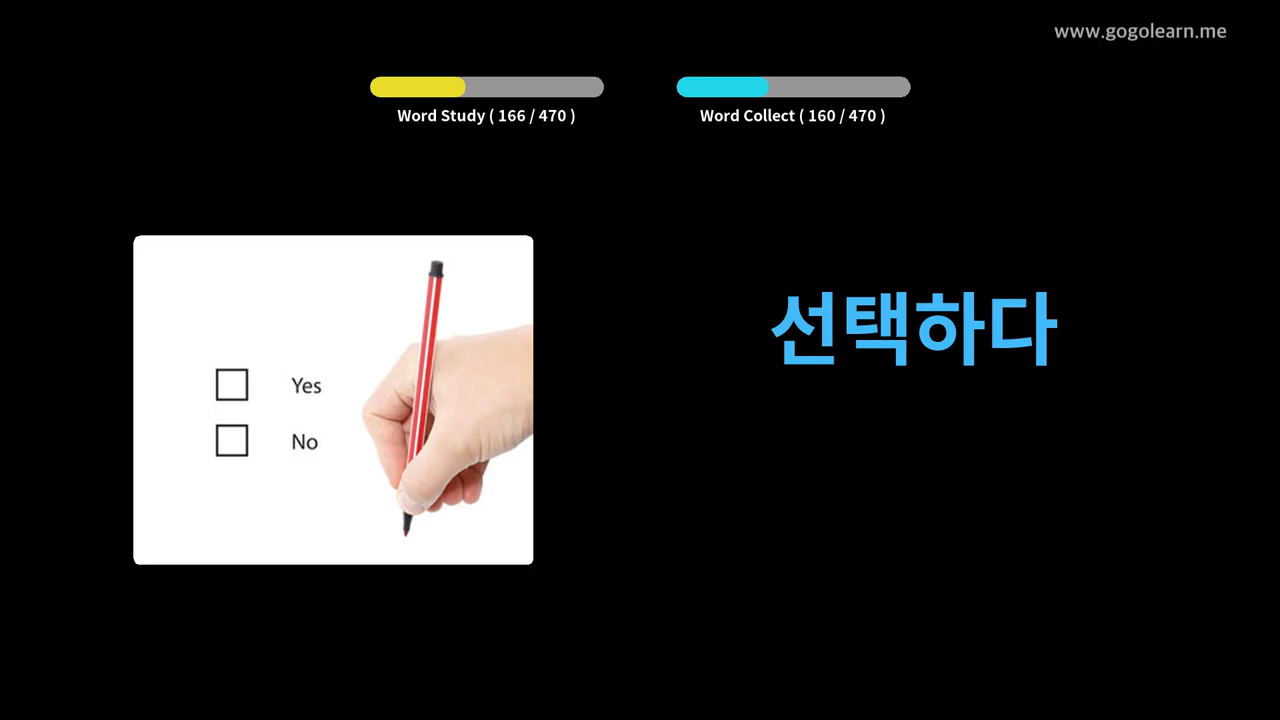 www.gogolearn.me
Word Study ( 166 / 470 )
Word Collect ( 160 / 470 )
Yes
No
선택하다